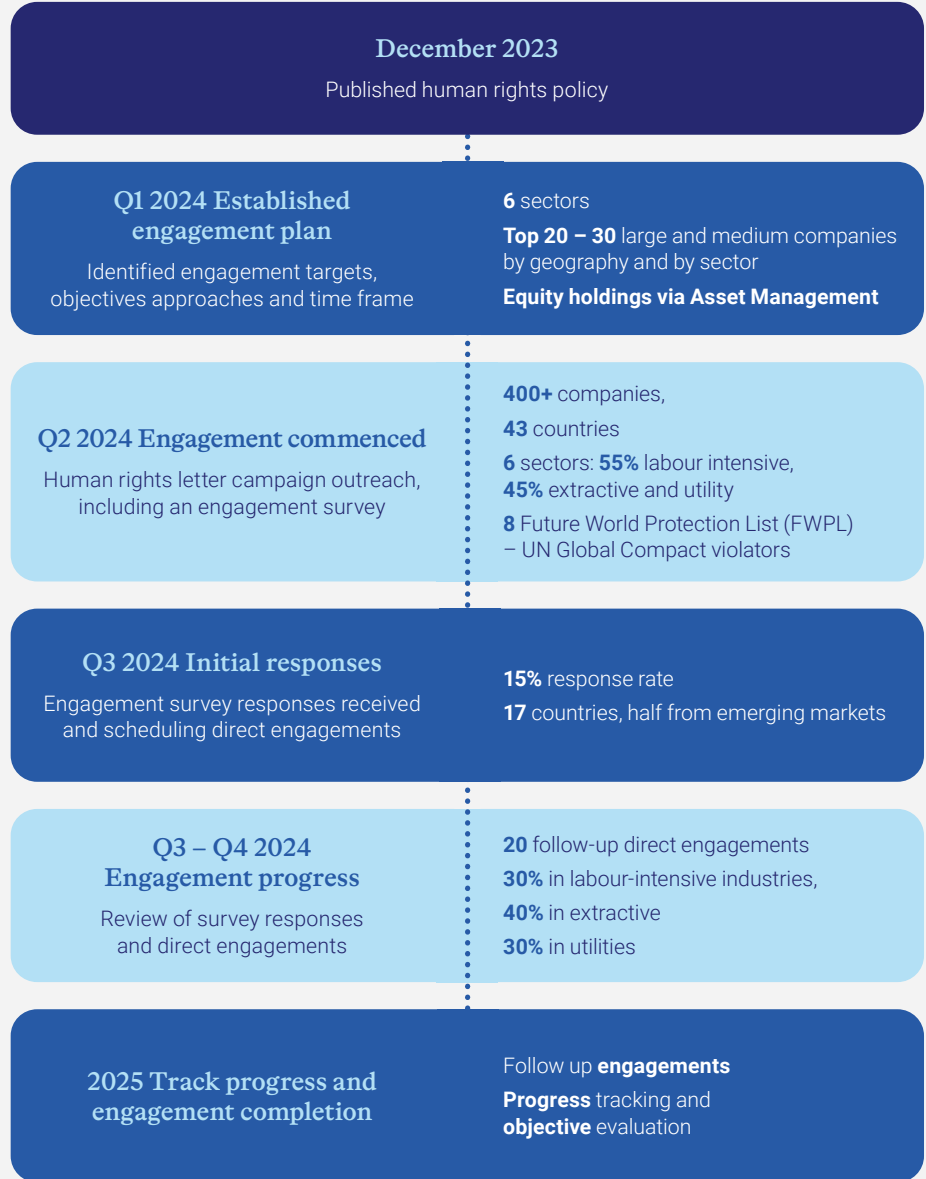 December 2023
Published human rights policy
Q1 2024 Established
engagement plan
Identified engagement targets,
objectives approaches and time frame
6 sectors
Top 20 – 30 large and medium companies
by geography and by sector
Equity holdings via Asset Management
Q2 2024 Engagement commenced
Human rights letter campaign outreach,
including an engagement survey
400+ companies,
43 countries
6 sectors: 55% labour intensive,
45% extractive and utility
8 Future World Protection List (FWPL)
– UN Global Compact violators
Q3 2024 Initial responses
Engagement survey responses received
and scheduling direct engagements
15% response rate
17 countries, half from emerging markets
Q3 – Q4 2024
Engagement progress
Review of survey responses
and direct engagements
20 follow-up direct engagements
30% in labour-intensive industries,
40% in extractive
30% in utilities
2025 Track progress and
engagement completion
Follow up engagements
Progress tracking and
objective evaluation